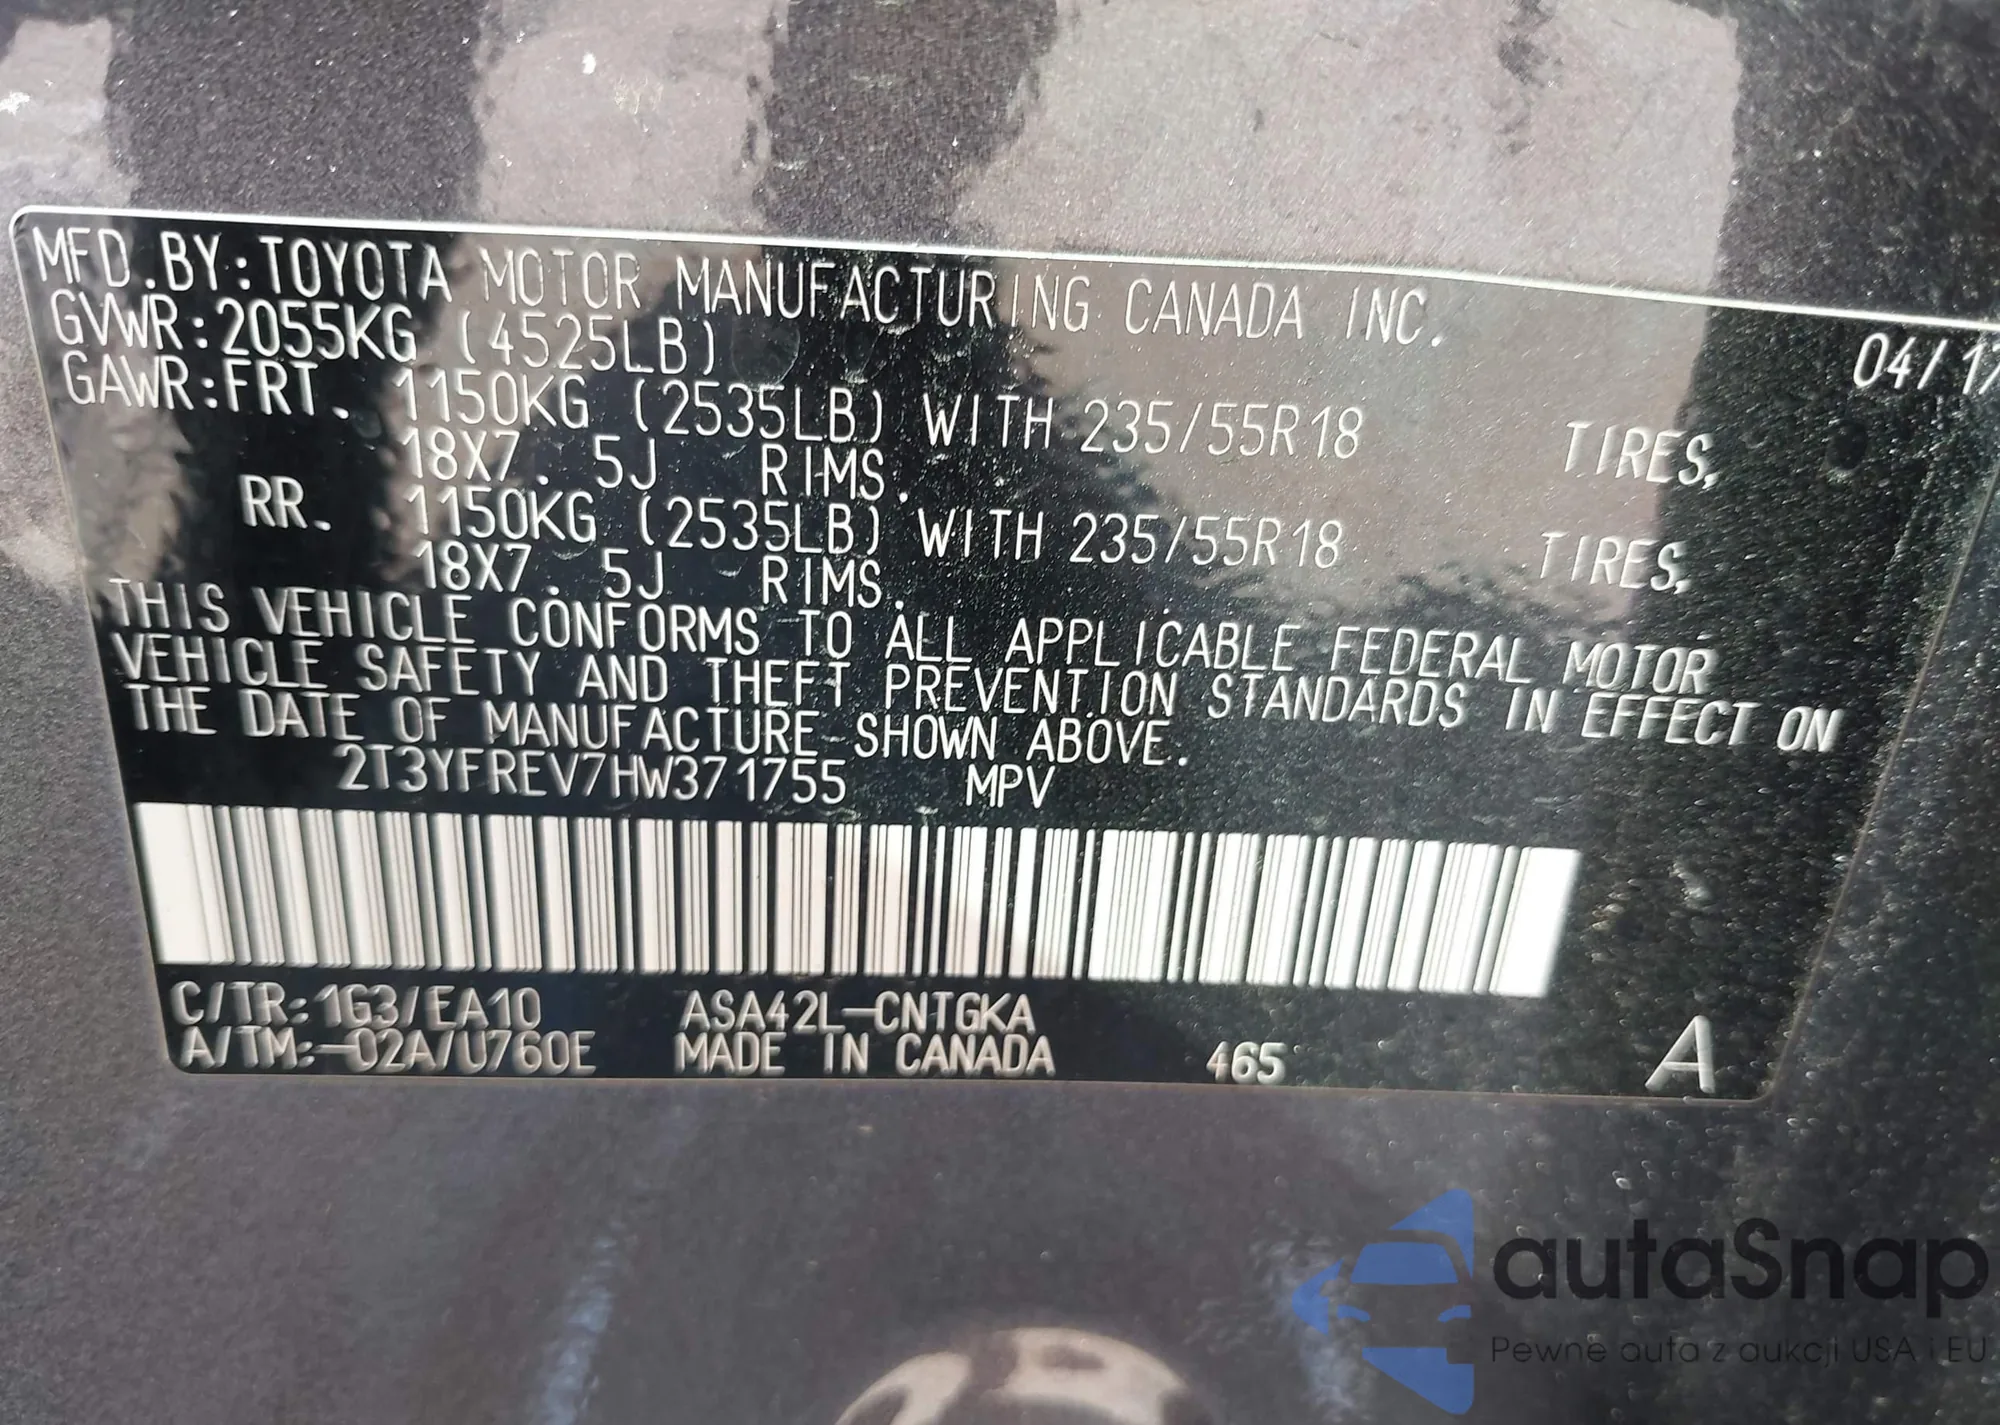 MFD.BY:TOYOTA MOTOR MANUFACTURING CANADA INC.
GVWR:2055KG (4525LB) 04/17
GAWR:FRT. 1150KG (2535LB) WITH 235/55R18 TIRES,
18X7.5J RIMS.
RR. 1150KG (2535LB) WITH 235/55R18 TIRES,
18X7.5J RIMS.
THIS VEHICLE CONFORMS TO ALL APPLICABLE FEDERAL MOTOR
VEHICLE SAFETY AND THEFT PREVENTION STANDARDS IN EFFECT ON
THE DATE OF MANUFACTURE SHOWN ABOVE.
2T3YFREV7HW371755 MPV
C/TR:1G3/EA10 ASA42L-CNTGKA
A/TM:-02A/U760E MADE IN CANADA 465 A
autaSnap
Pewne auta z aukcji USA i EU